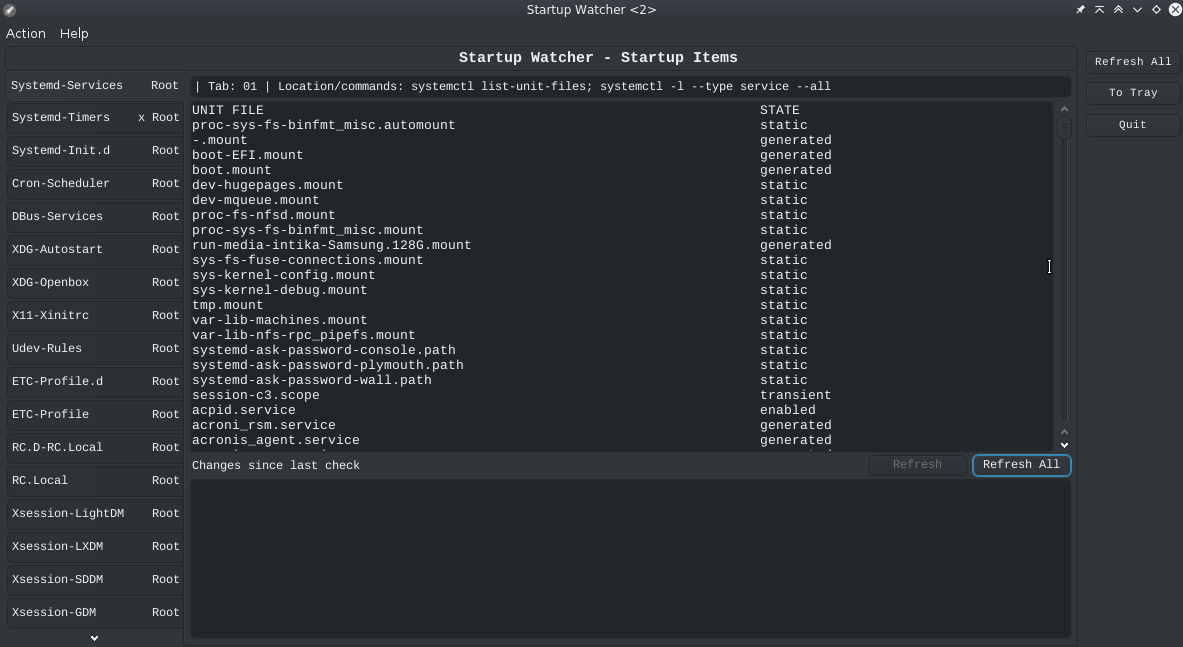 Startup Watcher <2>
Action Help
Startup Watcher - Startup Items
Systemd-Services Root
Systemd-Timers x Root
Systemd-Init.d Root
Cron-Scheduler Root
DBus-Services Root
XDG-Autostart Root
XDG-Openbox Root
X11-Xinitrc Root
Udev-Rules Root
ETC-Profile.d Root
ETC-Profile Root
RC.D-RC.Local Root
RC.Local Root
Xsession-LightDM Root
Xsession-LXDM Root
Xsession-SDDM Root
Xsession-GDM Root
| Tab: 01 | Location/commands: systemctl list-unit-files; systemctl -l --type service --all
UNIT FILE STATE
proc-sys-fs-binfmt_misc.automount static
-.mount generated
boot-EFI.mount generated
boot.mount generated
dev-hugepages.mount static
dev-mqueue.mount static
proc-fs-nfsd.mount static
proc-sys-fs-binfmt_misc.mount static
run-media-intika-Samsung.128G.mount generated
sys-fs-fuse-connections.mount static
sys-kernel-config.mount static
sys-kernel-debug.mount static
tmp.mount static
var-lib-machines.mount static
var-lib-nfs-rpc_pipefs.mount static
systemd-ask-password-console.path static
systemd-ask-password-plymouth.path static
systemd-ask-password-wall.path static
session-c3.scope transient
acpid.service enabled
acroni_rsm.service generated
acronis_agent.service generated
Changes since last check
Refresh
Refresh All
Refresh All
To Tray
Quit